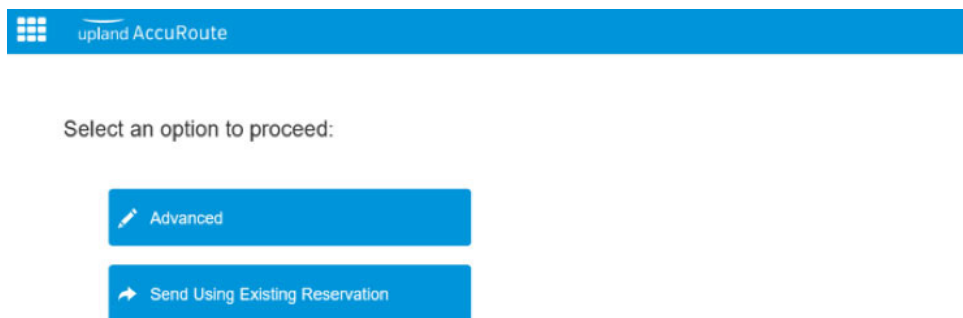 upland AccuRoute
Select an option to proceed:
Advanced
Send Using Existing Reservation